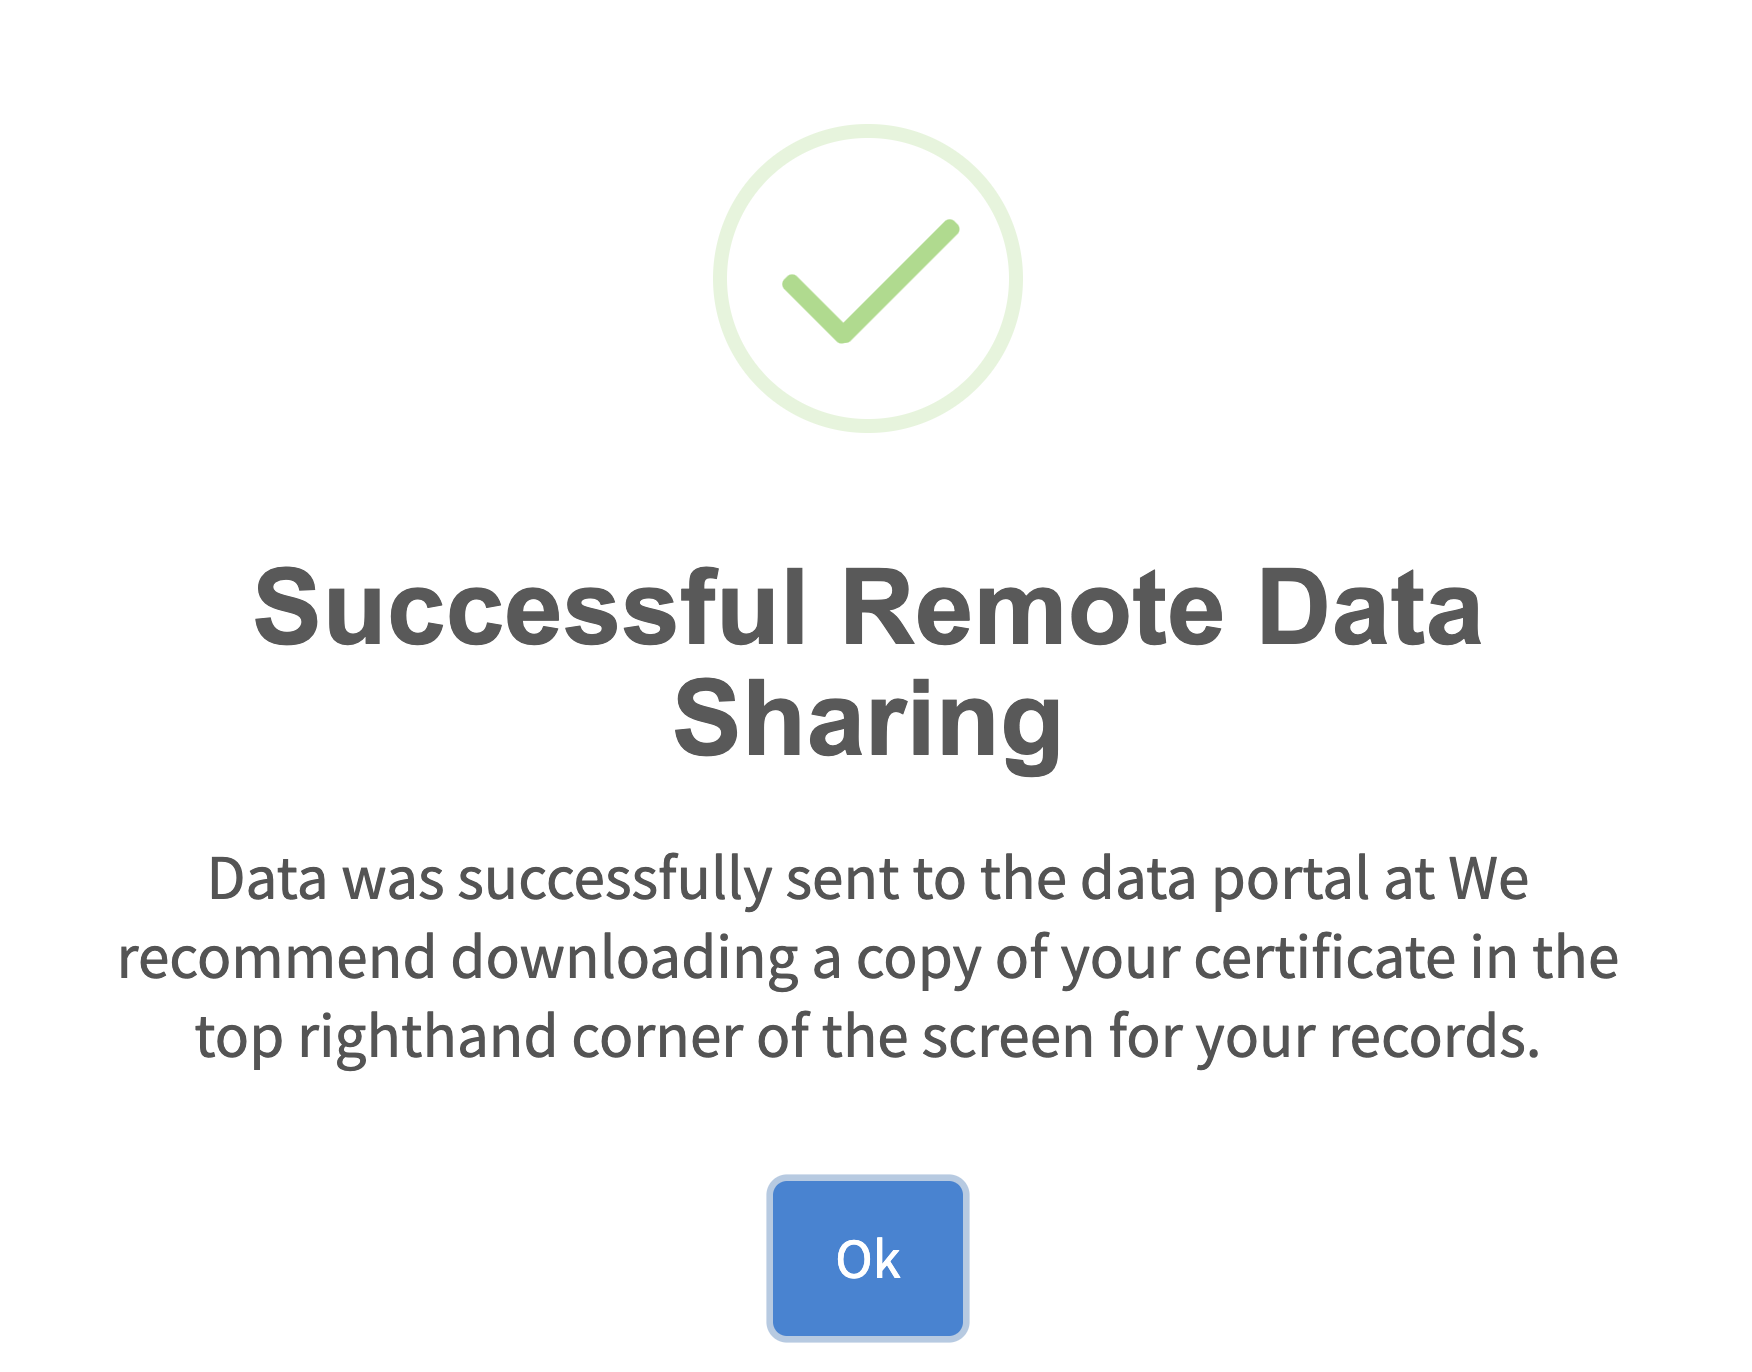 Successful Remote Data
Sharing
Data was successfully sent to the data portal at We
recommend downloading a copy of your certificate in the
top righthand corner of the screen for your records.
Ok